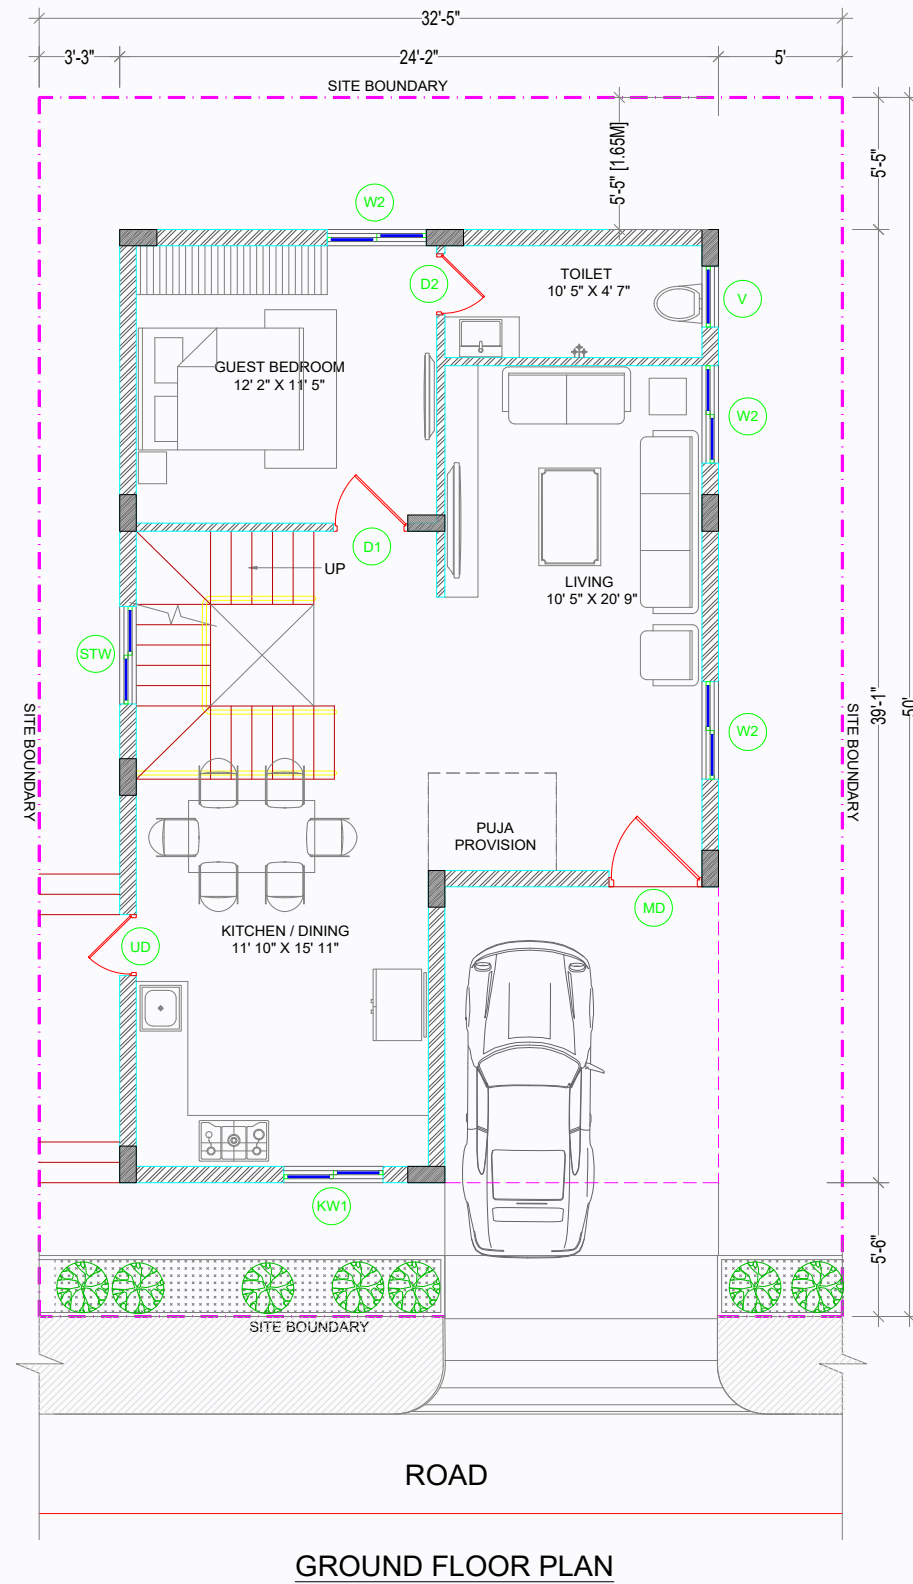 32'-5"
3'-3"
24'-2"
5'
SITE BOUNDARY
5'-5" [1.65M]
5'-5"
W2
D2
TOILET
10' 5" X 4' 7"
V
GUEST BEDROOM
12' 2" X 11' 5"
W2
D1
UP
LIVING
10' 5" X 20' 9"
STW
SITE BOUNDARY
W2
SITE BOUNDARY
39'-1"
50'
PUJA
PROVISION
MD
KITCHEN / DINING
11' 10" X 15' 11"
UD
KW1
5'-6"
SITE BOUNDARY
ROAD
GROUND FLOOR PLAN